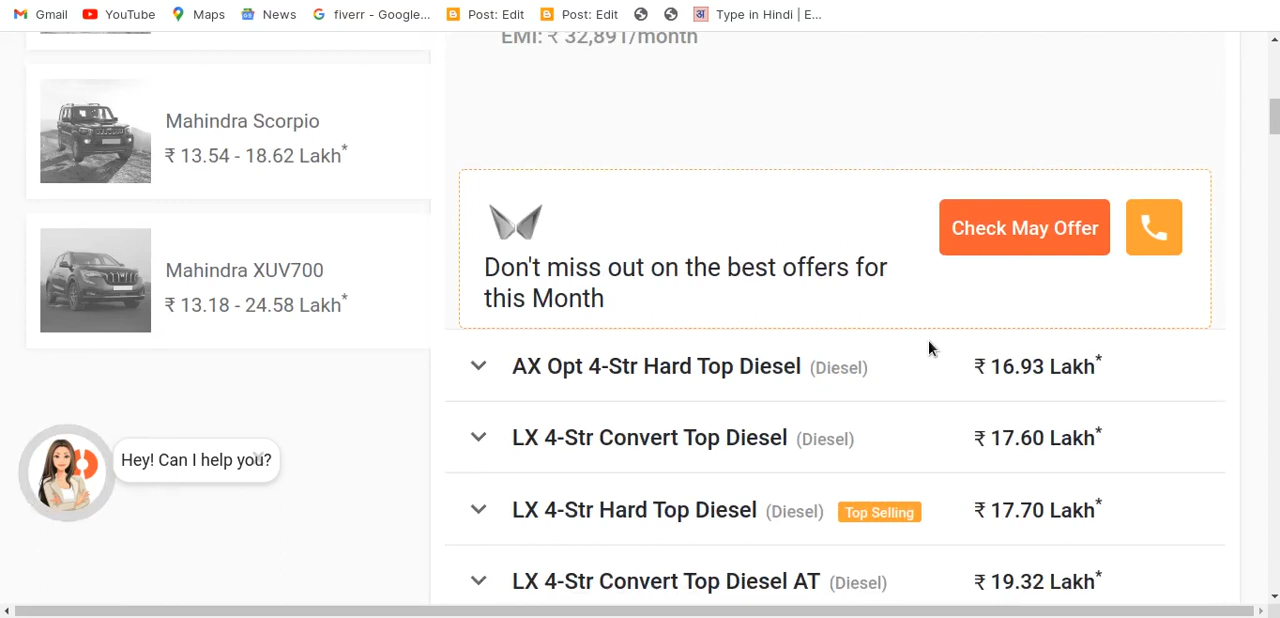 Gmail
YouTube
Maps
News
fiverr - Google...
Post: Edit
Post: Edit
Type in Hindi | E...
EMI: ₹ 32,891/month
Mahindra Scorpio
₹ 13.54 - 18.62 Lakh*
Mahindra XUV700
₹ 13.18 - 24.58 Lakh*
Don't miss out on the best offers for
this Month
Check May Offer
AX Opt 4-Str Hard Top Diesel (Diesel) ₹ 16.93 Lakh*
LX 4-Str Convert Top Diesel (Diesel) ₹ 17.60 Lakh*
LX 4-Str Hard Top Diesel (Diesel) Top Selling ₹ 17.70 Lakh*
LX 4-Str Convert Top Diesel AT (Diesel) ₹ 19.32 Lakh*
Hey! Can I help you?